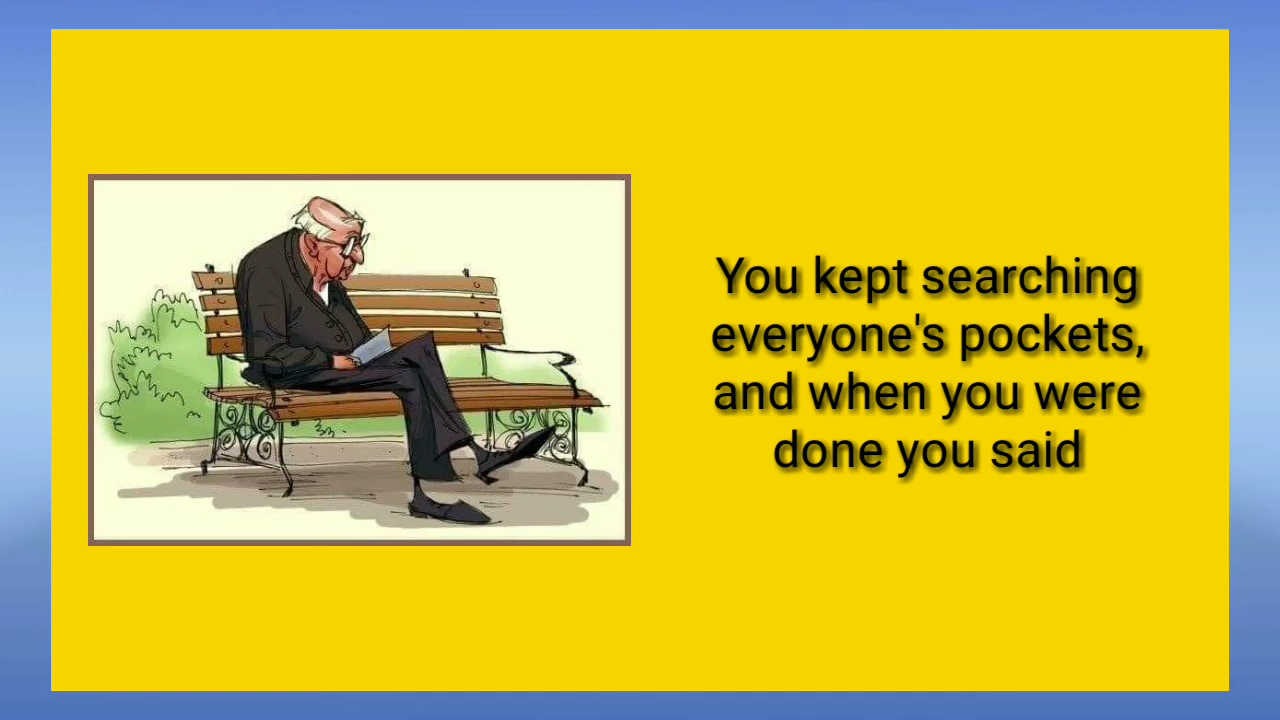 You kept searching
everyone's pockets,
and when you were
done you said